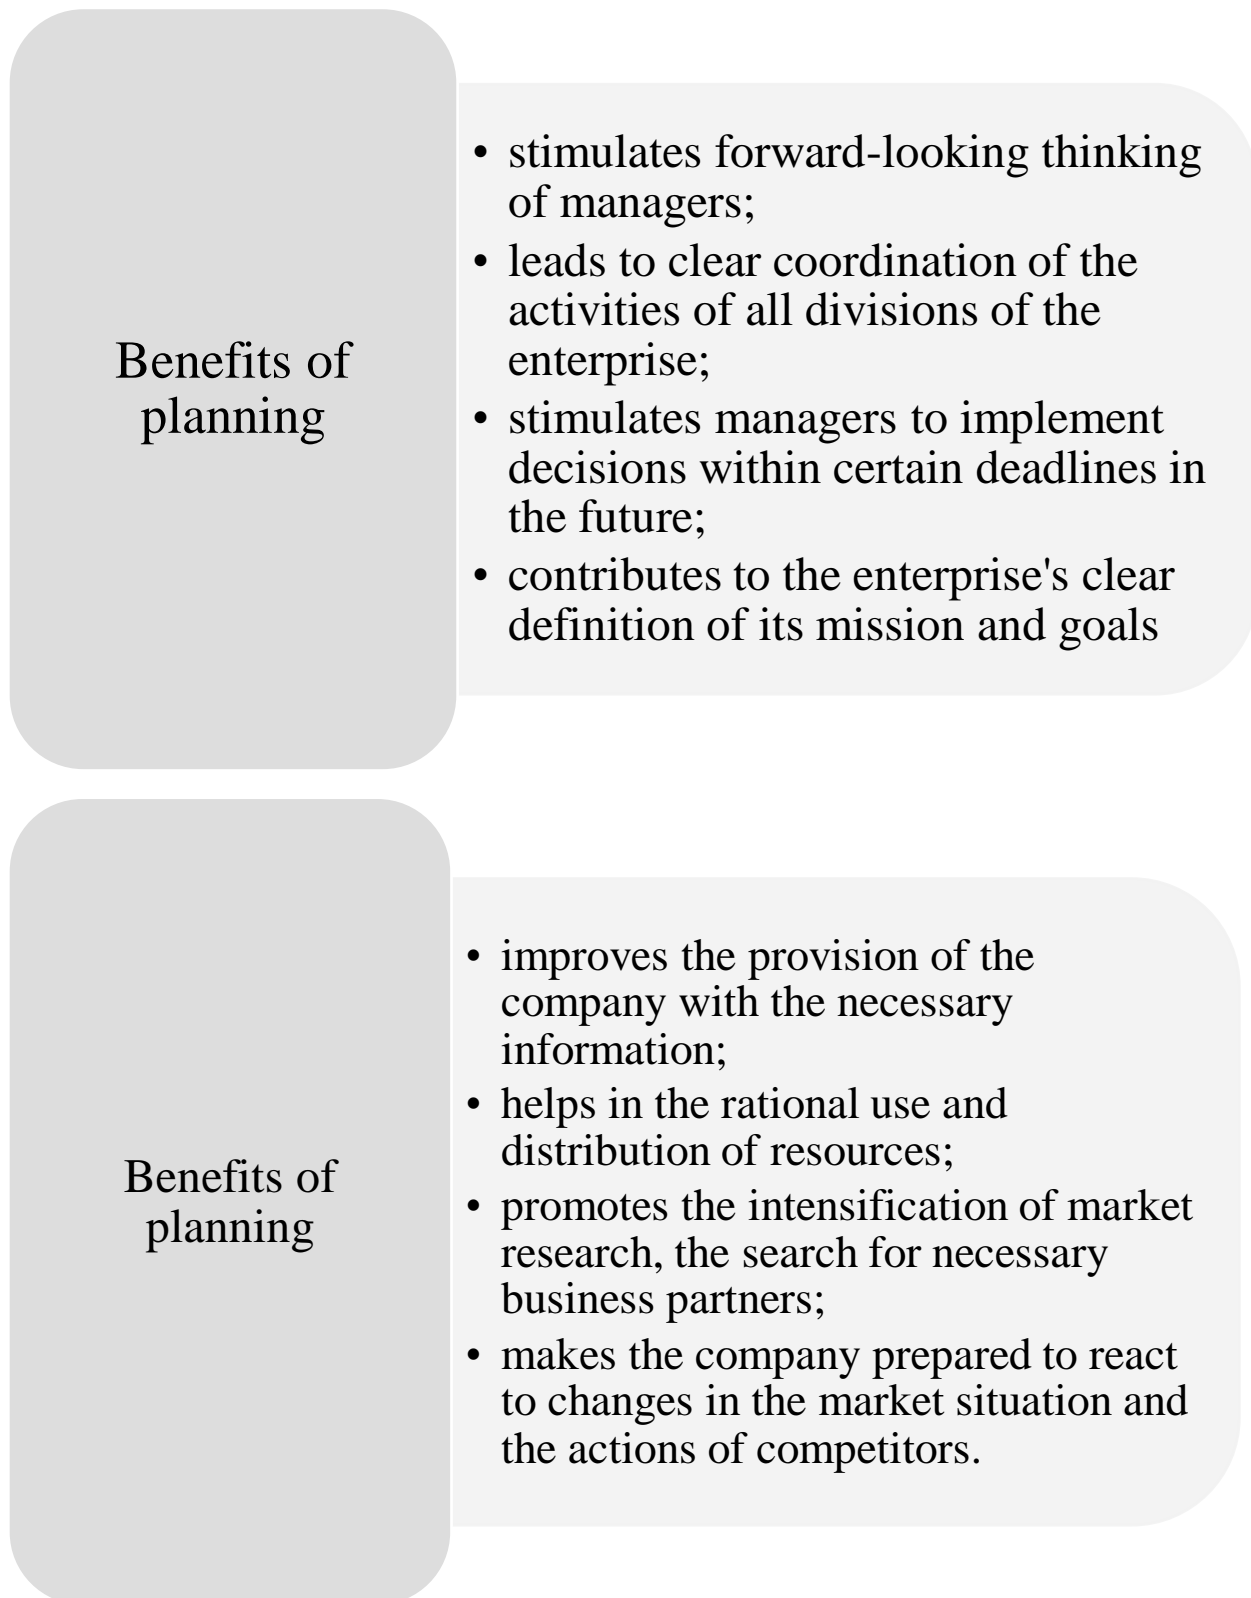 Benefits of
planning
• stimulates forward-looking thinking
of managers;
• leads to clear coordination of the
activities of all divisions of the
enterprise;
• stimulates managers to implement
decisions within certain deadlines in
the future;
• contributes to the enterprise's clear
definition of its mission and goals
Benefits of
planning
• improves the provision of the
company with the necessary
information;
• helps in the rational use and
distribution of resources;
• promotes the intensification of market
research, the search for necessary
business partners;
• makes the company prepared to react
to changes in the market situation and
the actions of competitors.